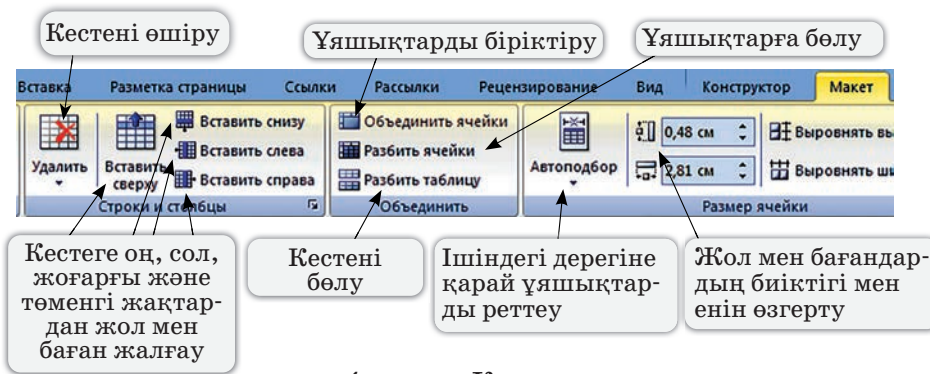 Кестені өшіру
Ұяшықтарды біріктіру
Ұяшықтарға бөлу
Вставка Разметка страницы Ссылки Рассылки Рецензирование Вид Конструктор Макет
Удалить
Вставить сверху
Вставить снизу
Вставить слева
Вставить справа
Строки и столбцы
Объединить ячейки
Разбить ячейки
Разбить таблицу
Объединить
Автоподбор
0,48 см
2,81 см
Выровнять
Выровнять
Размер ячейки
Кестеге оң, сол,
жоғарғы және
төменгі жақтар-
дан жол мен
баған жалғау
Кестені
бөлу
Ішіндегі дерегіне
қарай ұяшықтар-
ды реттеу
Жол мен бағандар-
дың биіктігі мен
енін өзгерту